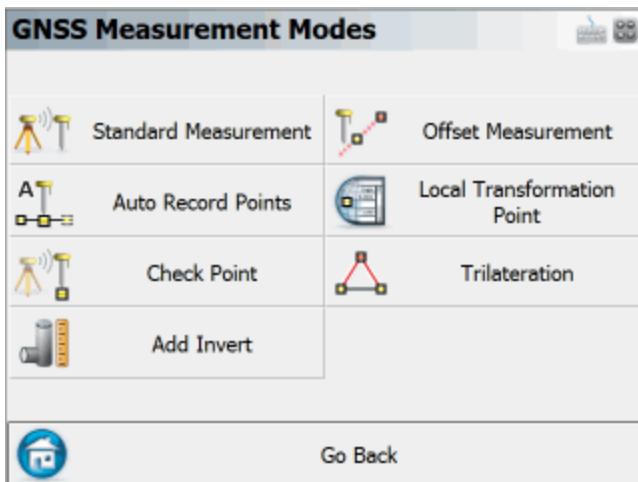 GNSS Measurement Modes
Standard Measurement
Offset Measurement
A
Auto Record Points
Local Transformation
Point
Check Point
Trilateration
Add Invert
Go Back